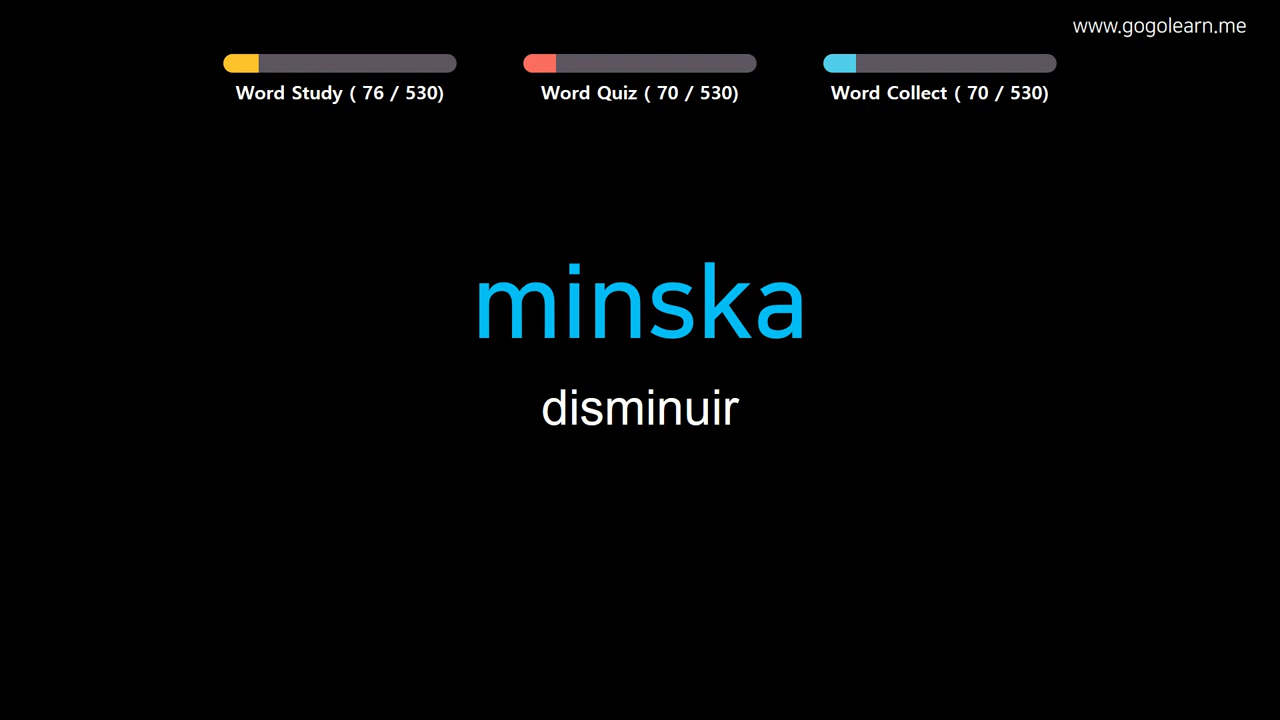 www.gogolearn.me
Word Study ( 76 / 530)
Word Quiz ( 70 / 530)
Word Collect ( 70 / 530)
minska
disminuir